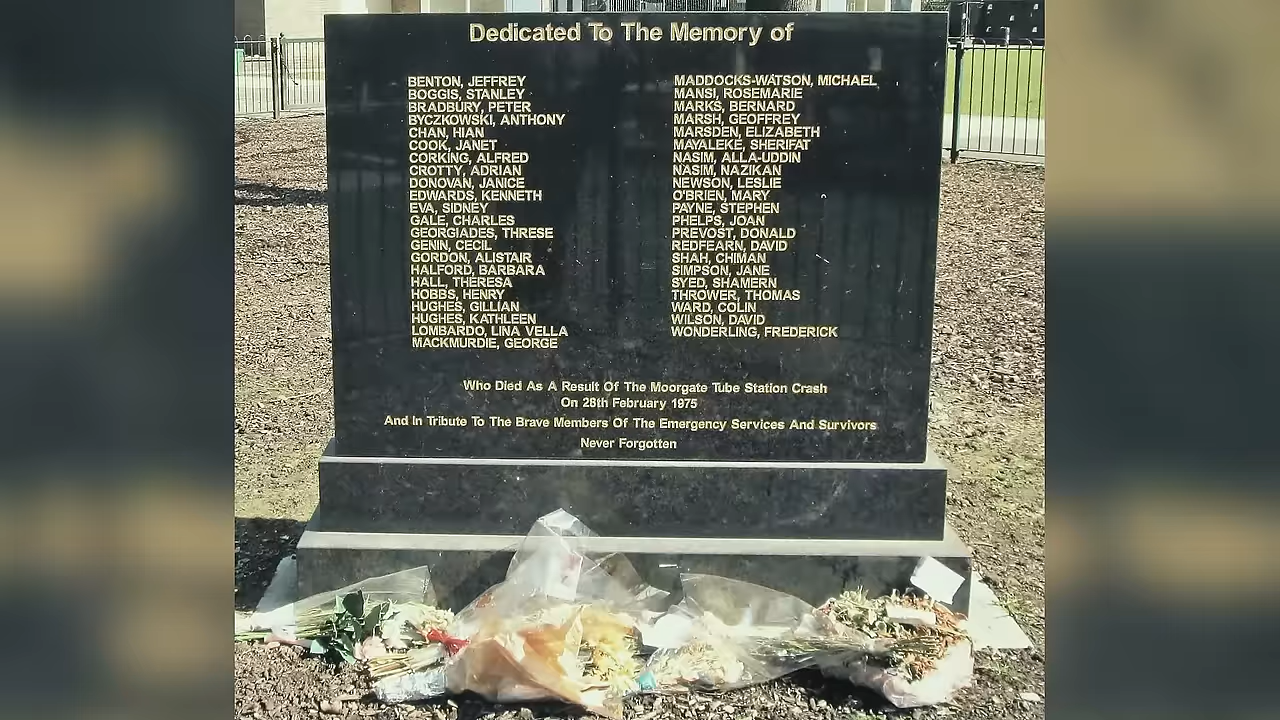 Dedicated To The Memory of
BENTON, JEFFREY
BOGGIS, STANLEY
BRADBURY, PETER
BYCZKOWSKI, ANTHONY
CHAN, HIAN
COOK, JANET
CORKING, ALFRED
CROTTY, ADRIAN
DONOVAN, JANICE
EDWARDS, KENNETH
EVA, SIDNEY
GALE, CHARLES
GEORGIADES, THRESE
GENIN, CECIL
GORDON, ALISTAIR
HALFORD, BARBARA
HALL, THERESA
HOBBS, HENRY
HUGHES, GILLIAN
HUGHES, KATHLEEN
LOMBARDO, LINA VELLA
MACKMURDIE, GEORGE
MADDOCKS-WATSON, MICHAEL
MANSI, ROSEMARIE
MARKS, BERNARD
MARSH, GEOFFREY
MARSDEN, ELIZABETH
MAYALEKE, SHERIFAT
NASIM, ALLA-UDDIN
NASIM, NAZIKAN
NEWSON, LESLIE
O'BRIEN, MARY
PAYNE, STEPHEN
PHELPS, JOAN
PREVOST, DONALD
REDFEARN, DAVID
SHAH, CHIMAN
SIMPSON, JANE
SYED, SHAMERN
THROWER, THOMAS
WARD, COLIN
WILSON, DAVID
WONDERLING, FREDERICK
Who Died As A Result Of The Moorgate Tube Station Crash
On 28th February 1975
And In Tribute To The Brave Members Of The Emergency Services And Survivors
Never Forgotten